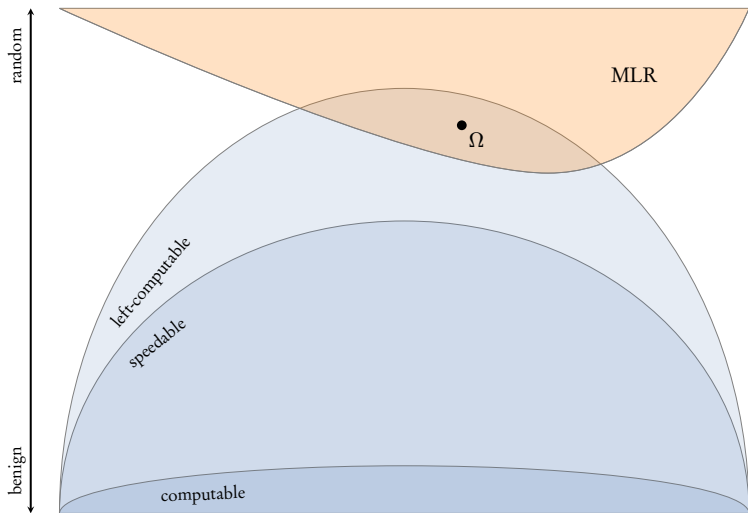 random
MLR
Ω
left-computable
speedable
benign
computable